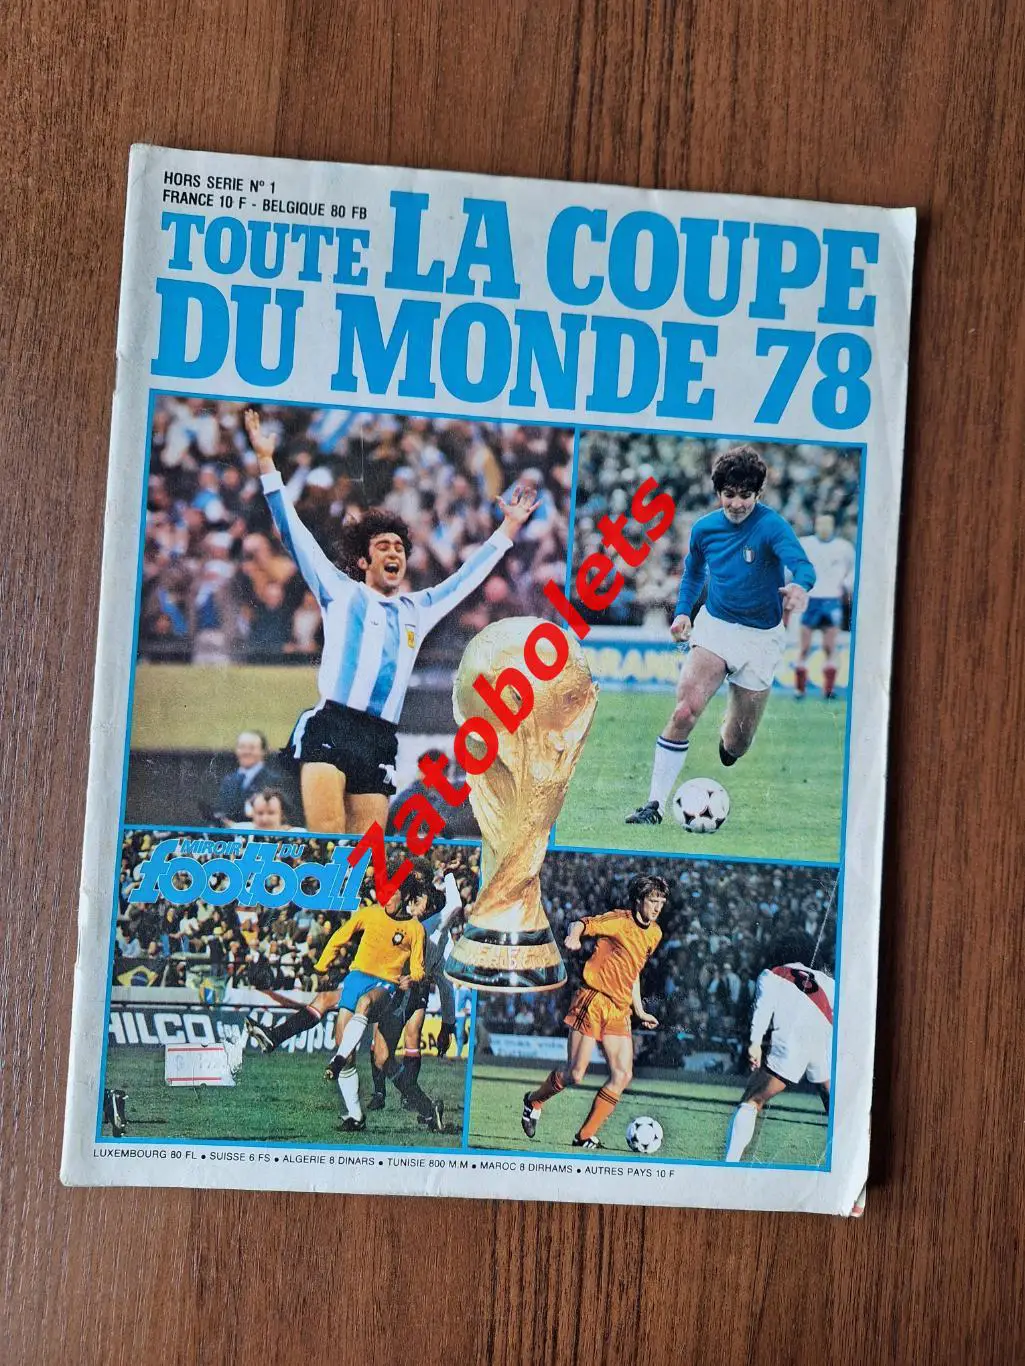 HORS SERIE N° 1
FRANCE 10 F - BELGIQUE 80 FB
TOUTE LA COUPE
DU MONDE 78
Zatobolets
MIROIR DU
football
PHILCO
FIFA
LUXEMBOURG 80 FL • SUISSE 6 FS • ALGERIE 8 DINARS • TUNISIE 800 M.M • MAROC 8 DIRHAMS • AUTRES PAYS 10 F